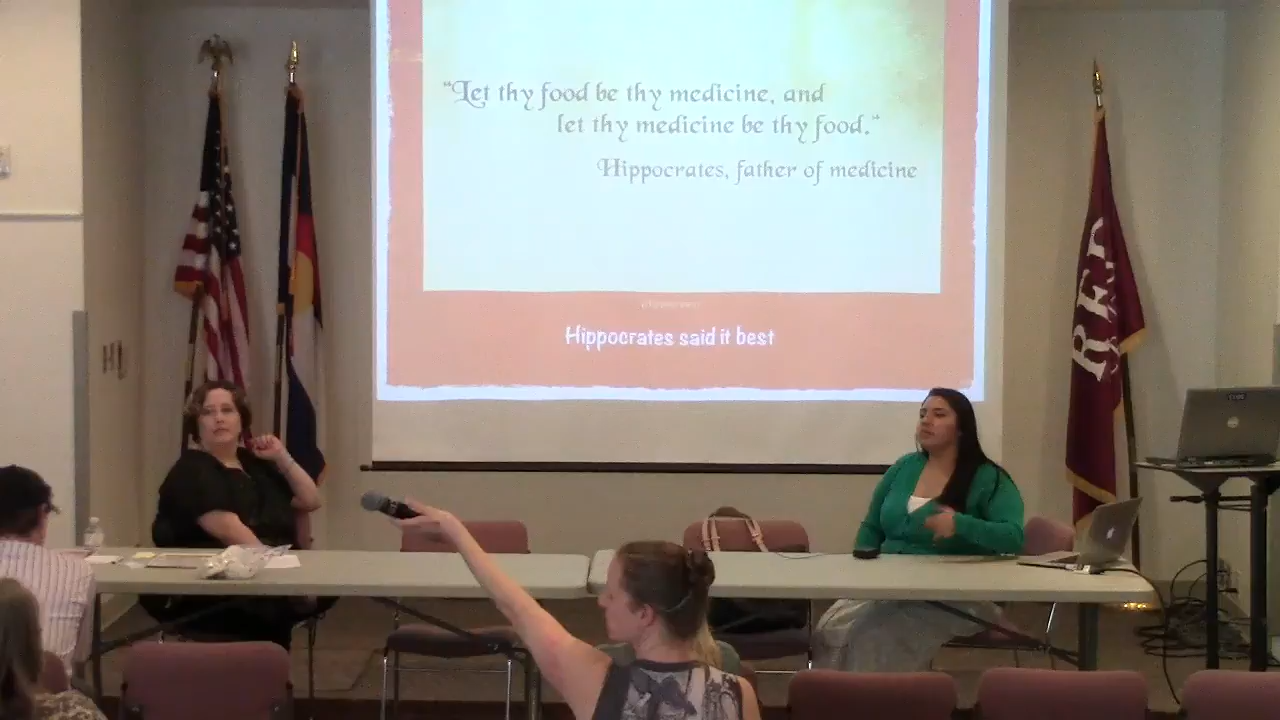 "Let thy food be thy medicine, and
let thy medicine be thy food."
Hippocrates, father of medicine
Hippocrates said it best